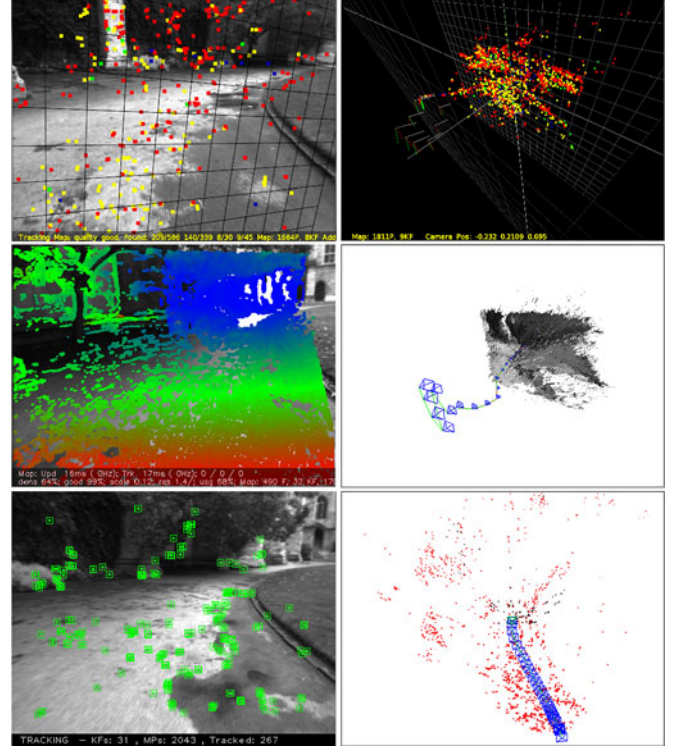 Tracking Map, quality good. Found: 209/586 140/339 8/30 9/45 Map: 1664P, 8KF Add
Map: 1811P, 9KF Camera Pos: -0.232 0.2109 0.695
Map: Upd 16ms ( 0Hz); Trk 17ms ( 0Hz); 0 / 0 / 0
dens 64%; good 99%; scale 0.12; res 1.4/; usg 68%; Map: 490 F, 32 KF,
TRACKING - KFs: 31 , MPs: 2043 , Tracked: 267